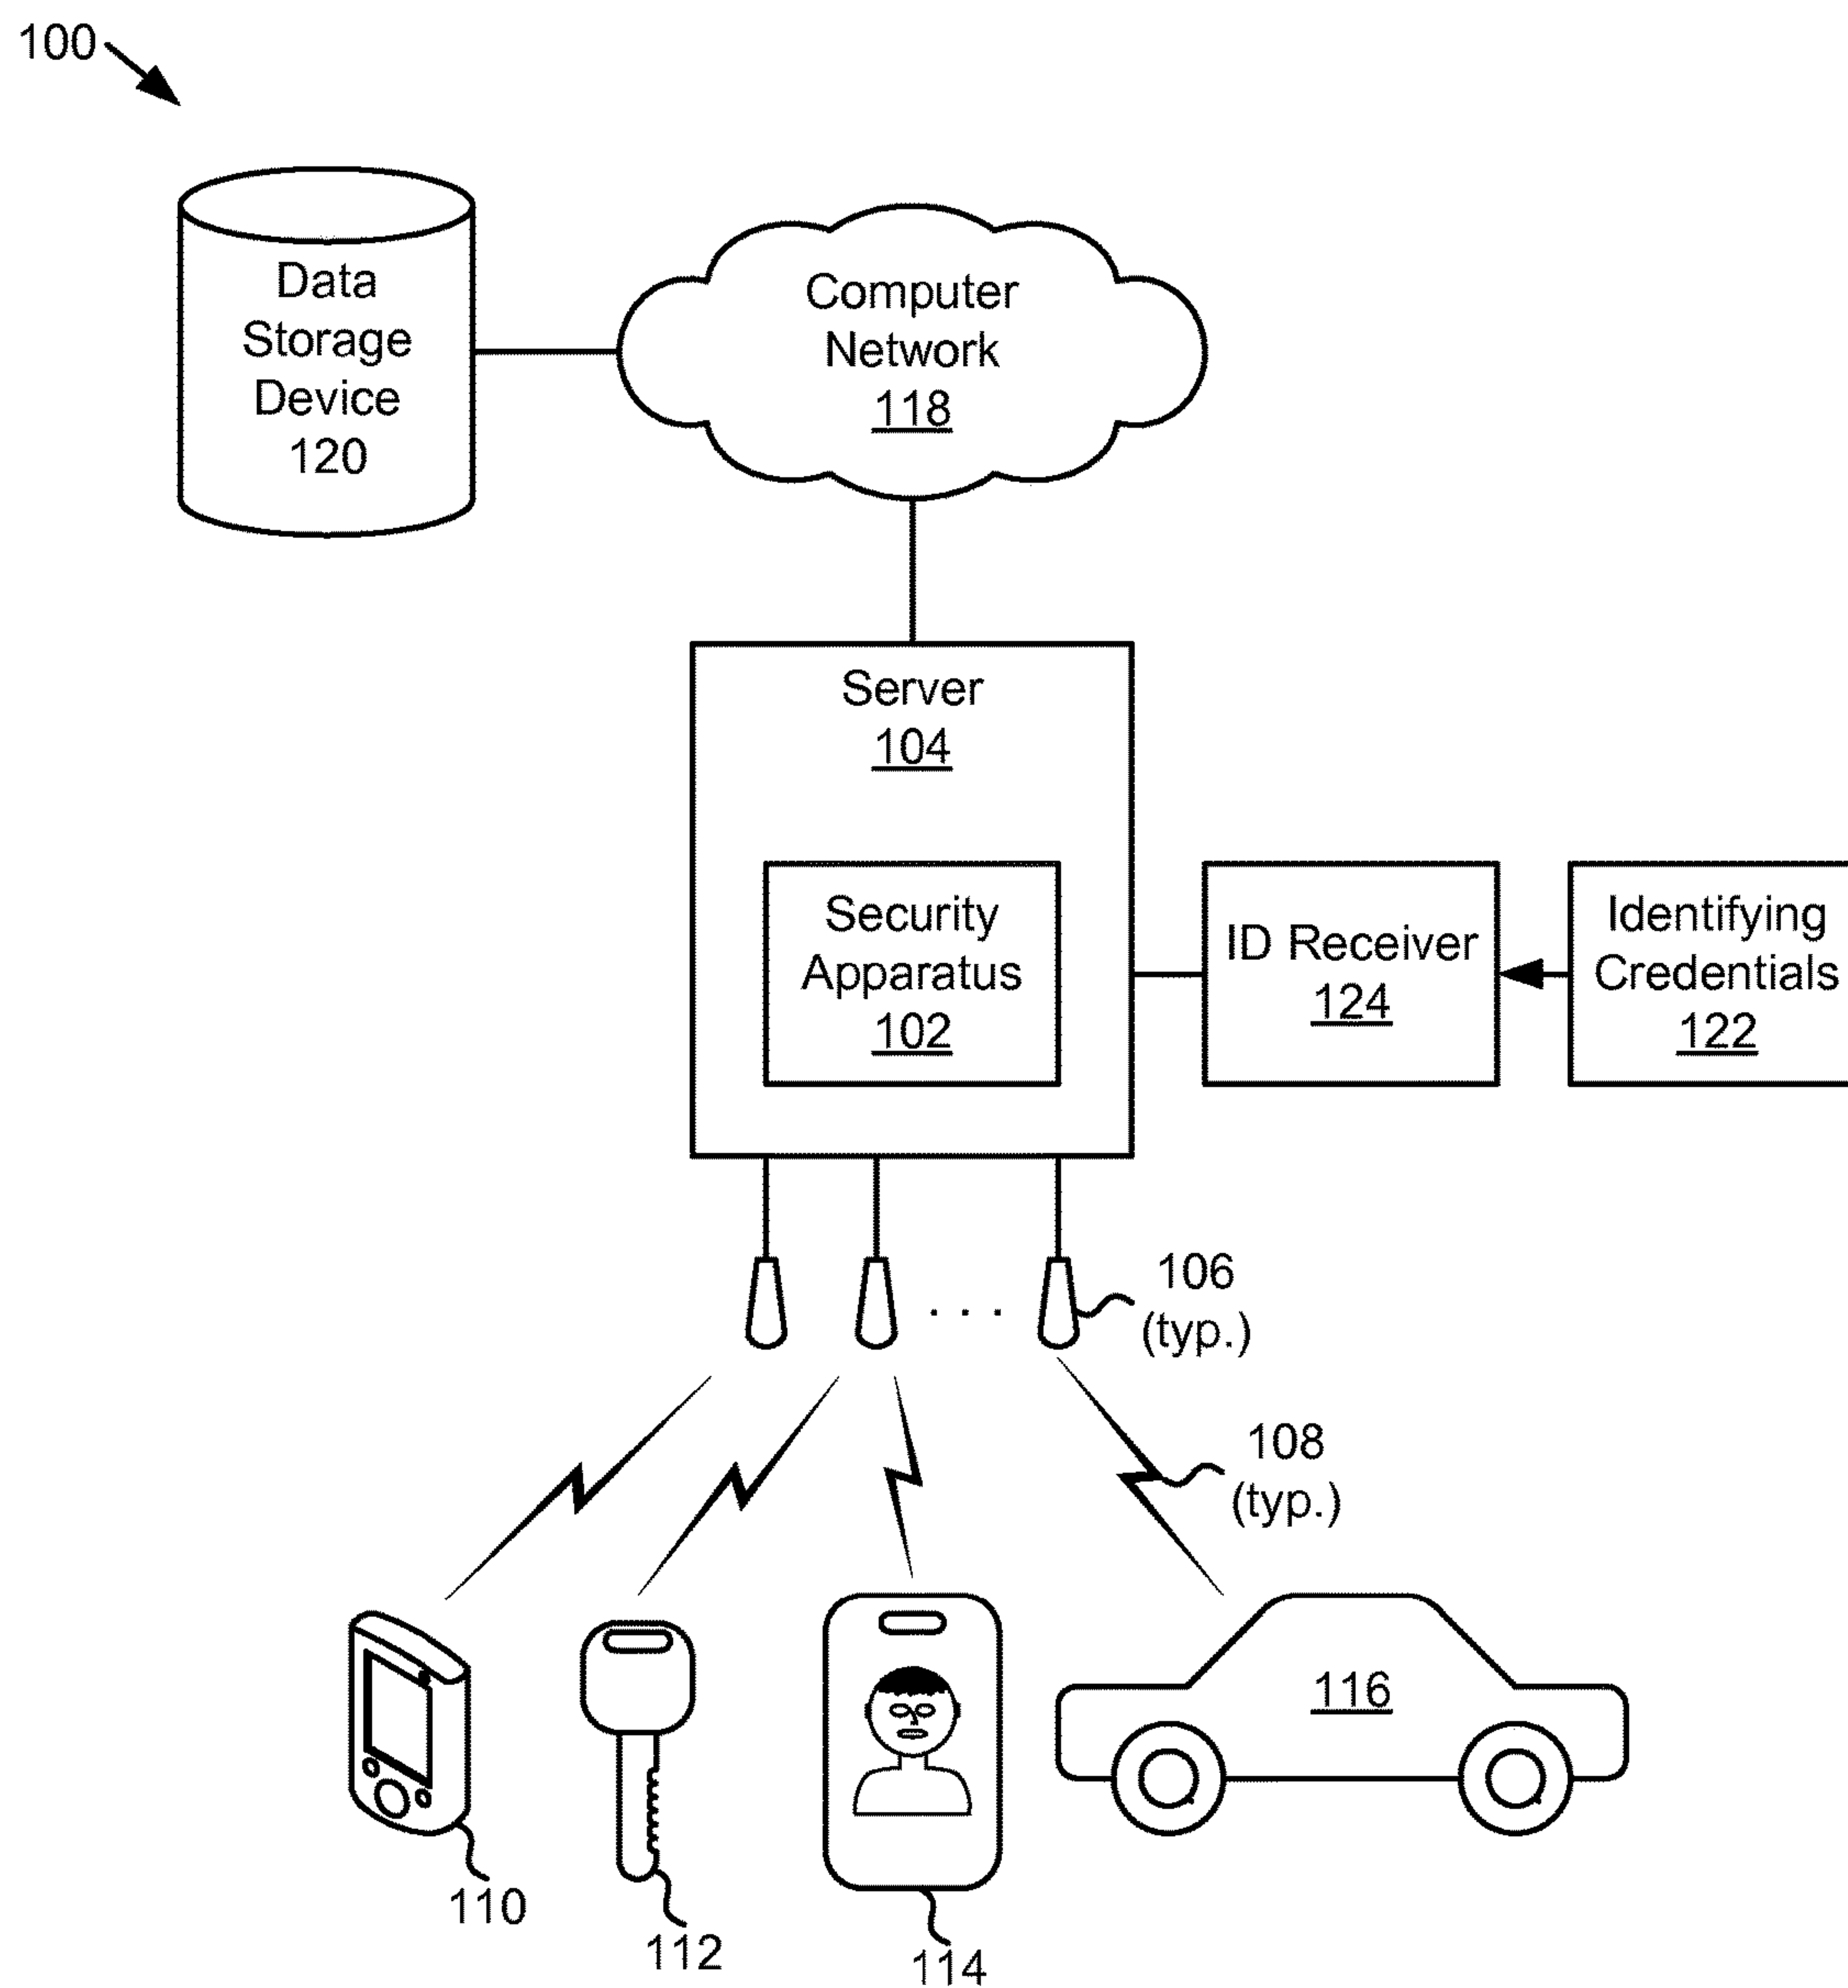 100
Data
Storage
Device
120
Computer
Network
118
Server
104
Security
Apparatus
102
ID Receiver
124
Identifying
Credentials
122
106
(typ.)
. . .
108
(typ.)
116
110
112
114